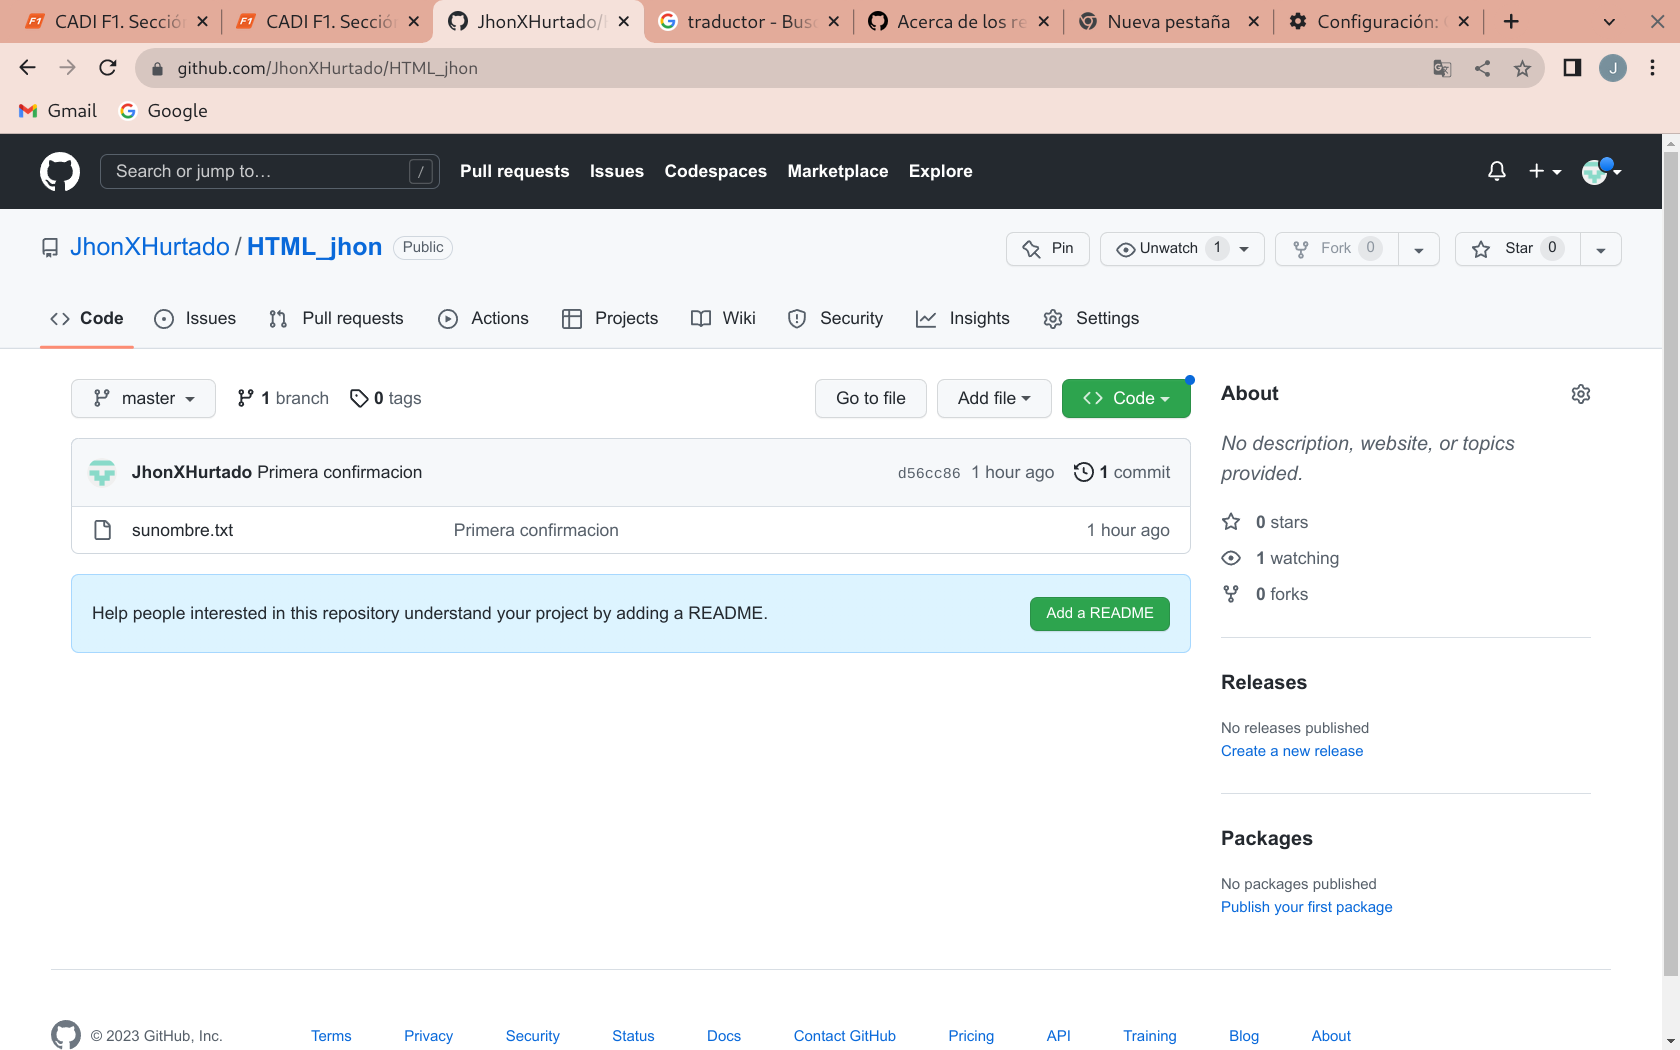 CADI F1. Secció
CADI F1. Secció
JhonXHurtado/
traductor - Bus
Acerca de los re
Nueva pestaña
Configuración:
github.com/JhonXHurtado/HTML_jhon
J
Gmail
Google
Search or jump to…
/
Pull requests
Issues
Codespaces
Marketplace
Explore
JhonXHurtado / HTML_jhon
Public
Pin
Unwatch 1
Fork 0
Star 0
Code
Issues
Pull requests
Actions
Projects
Wiki
Security
Insights
Settings
master
1 branch
0 tags
Go to file
Add file
Code
JhonXHurtado Primera confirmacion
d56cc86 1 hour ago
1 commit
sunombre.txt
Primera confirmacion
1 hour ago
Help people interested in this repository understand your project by adding a README.
Add a README
About
No description, website, or topics
provided.
0 stars
1 watching
0 forks
Releases
No releases published
Create a new release
Packages
No packages published
Publish your first package
© 2023 GitHub, Inc.
Terms
Privacy
Security
Status
Docs
Contact GitHub
Pricing
API
Training
Blog
About